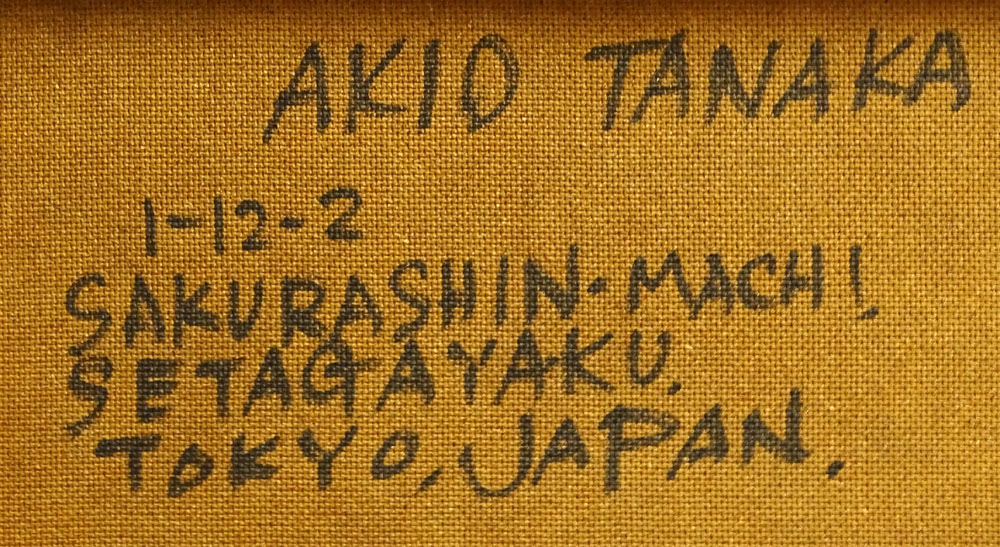 AKIO TANAKA
1-12-2
SAKURASHIN-MACHI.
SETAGAYAKU.
TOKYO, JAPAN.